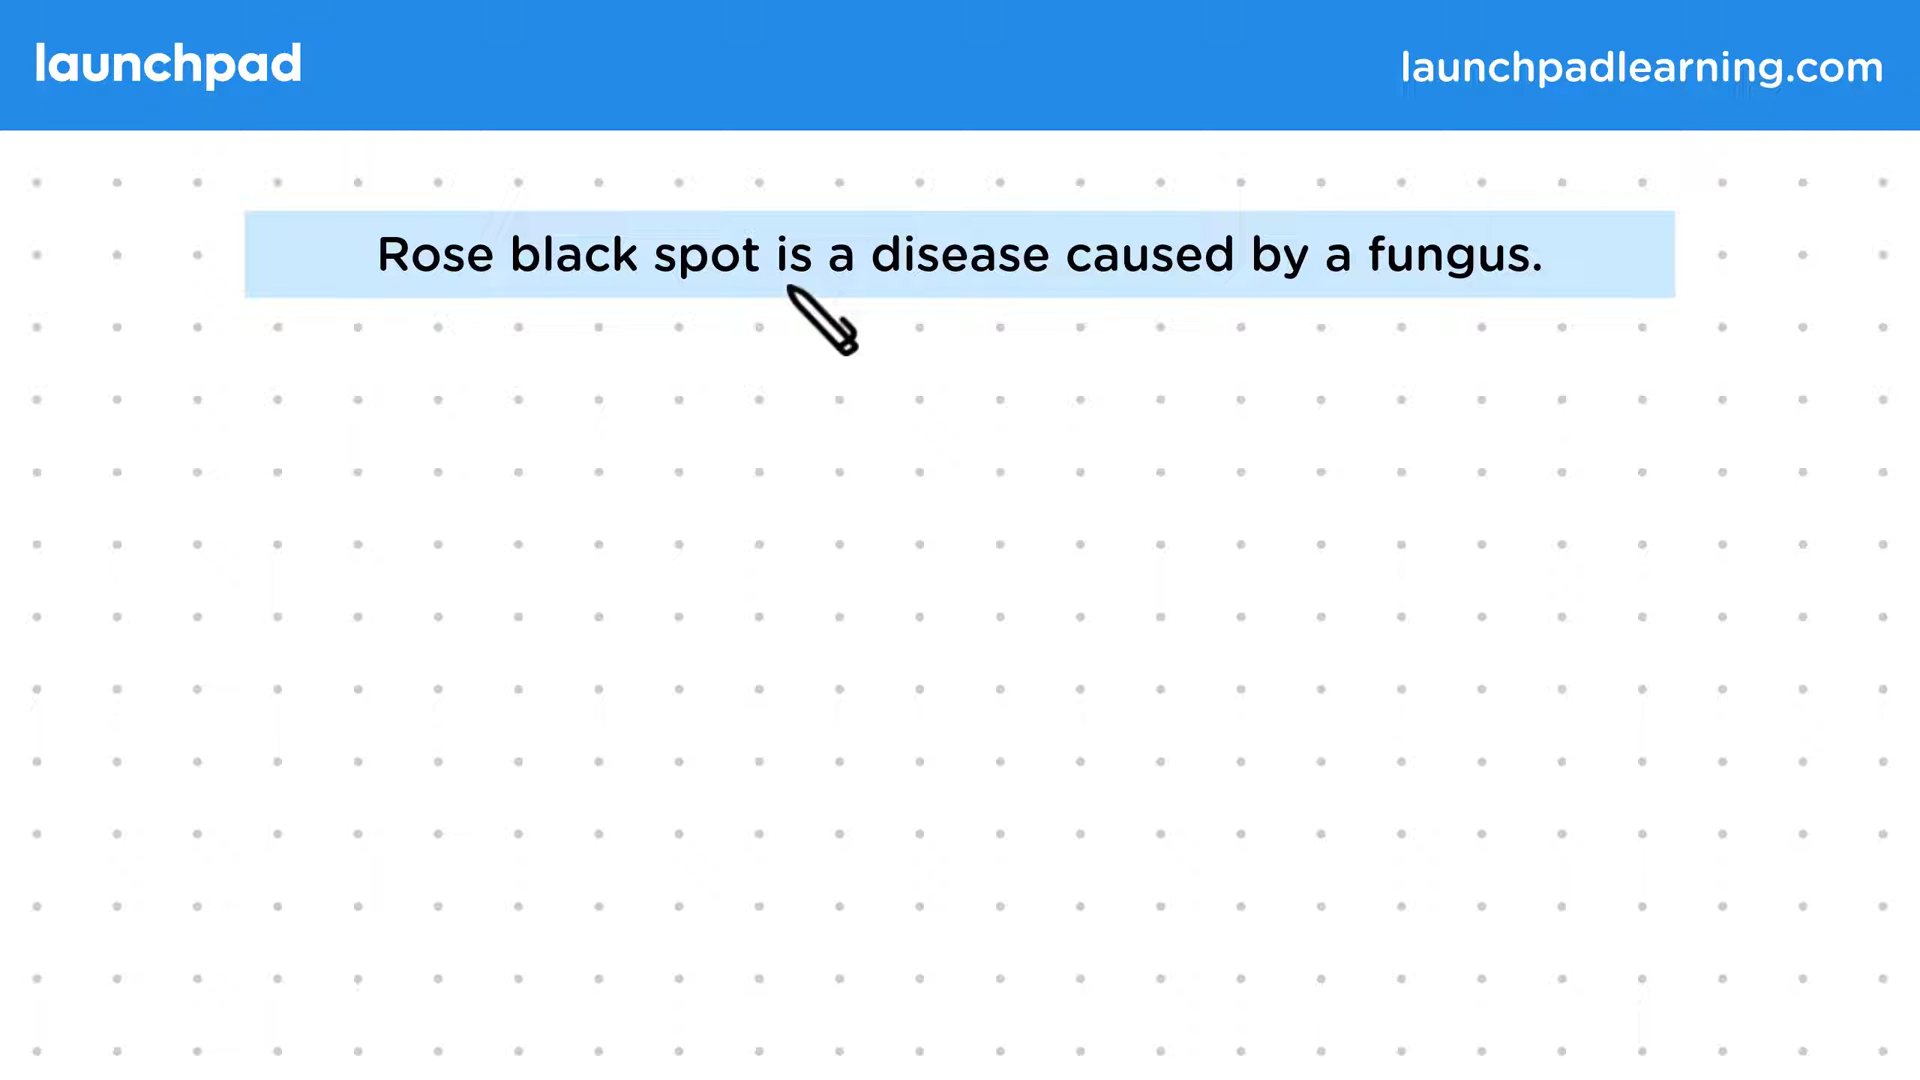 launchpad
launchpadlearning.com
Rose black spot is a disease caused by a fungus.